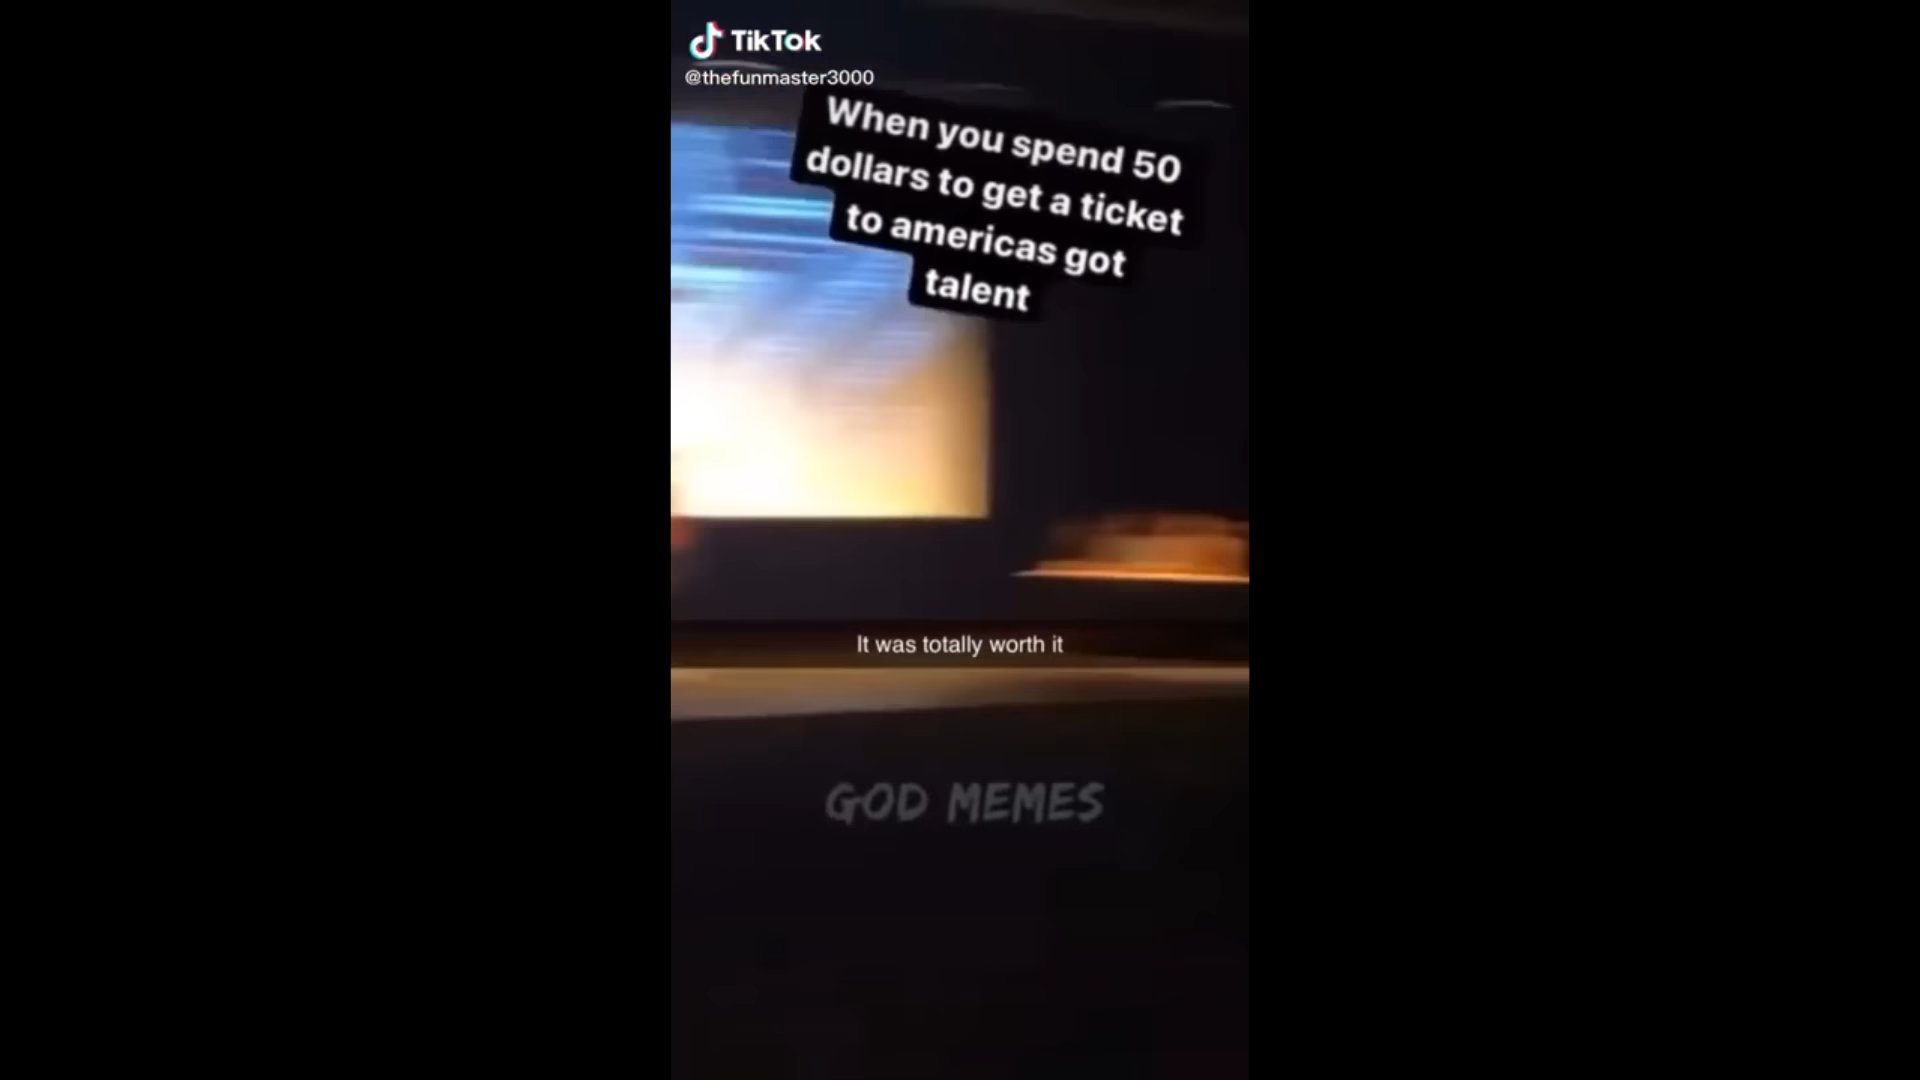 TikTok
@thefunmaster3000
When you spend 50
dollars to get a ticket
to americas got
talent
It was totally worth it
GOD MEMES